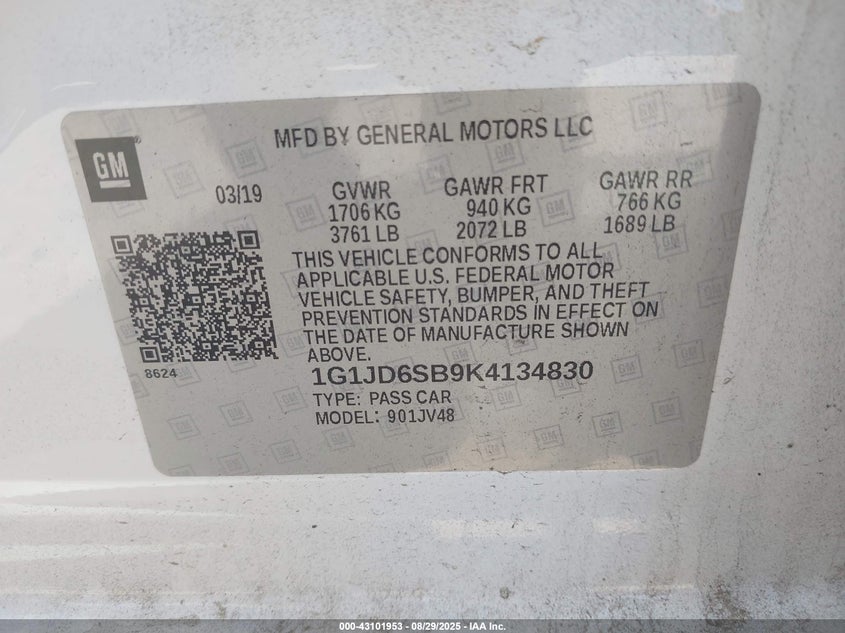 MFD BY GENERAL MOTORS LLC
GM
03/19
GVWR
1706 KG
3761 LB
GAWR FRT
940 KG
2072 LB
GAWR RR
766 KG
1689 LB
THIS VEHICLE CONFORMS TO ALL
APPLICABLE U.S. FEDERAL MOTOR
VEHICLE SAFETY, BUMPER, AND THEFT
PREVENTION STANDARDS IN EFFECT ON
THE DATE OF MANUFACTURE SHOWN
ABOVE.
8624
1G1JD6SB9K4134830
TYPE: PASS CAR
MODEL: 901JV48
000-43101953 - 08/29/2025 - IAA Inc.